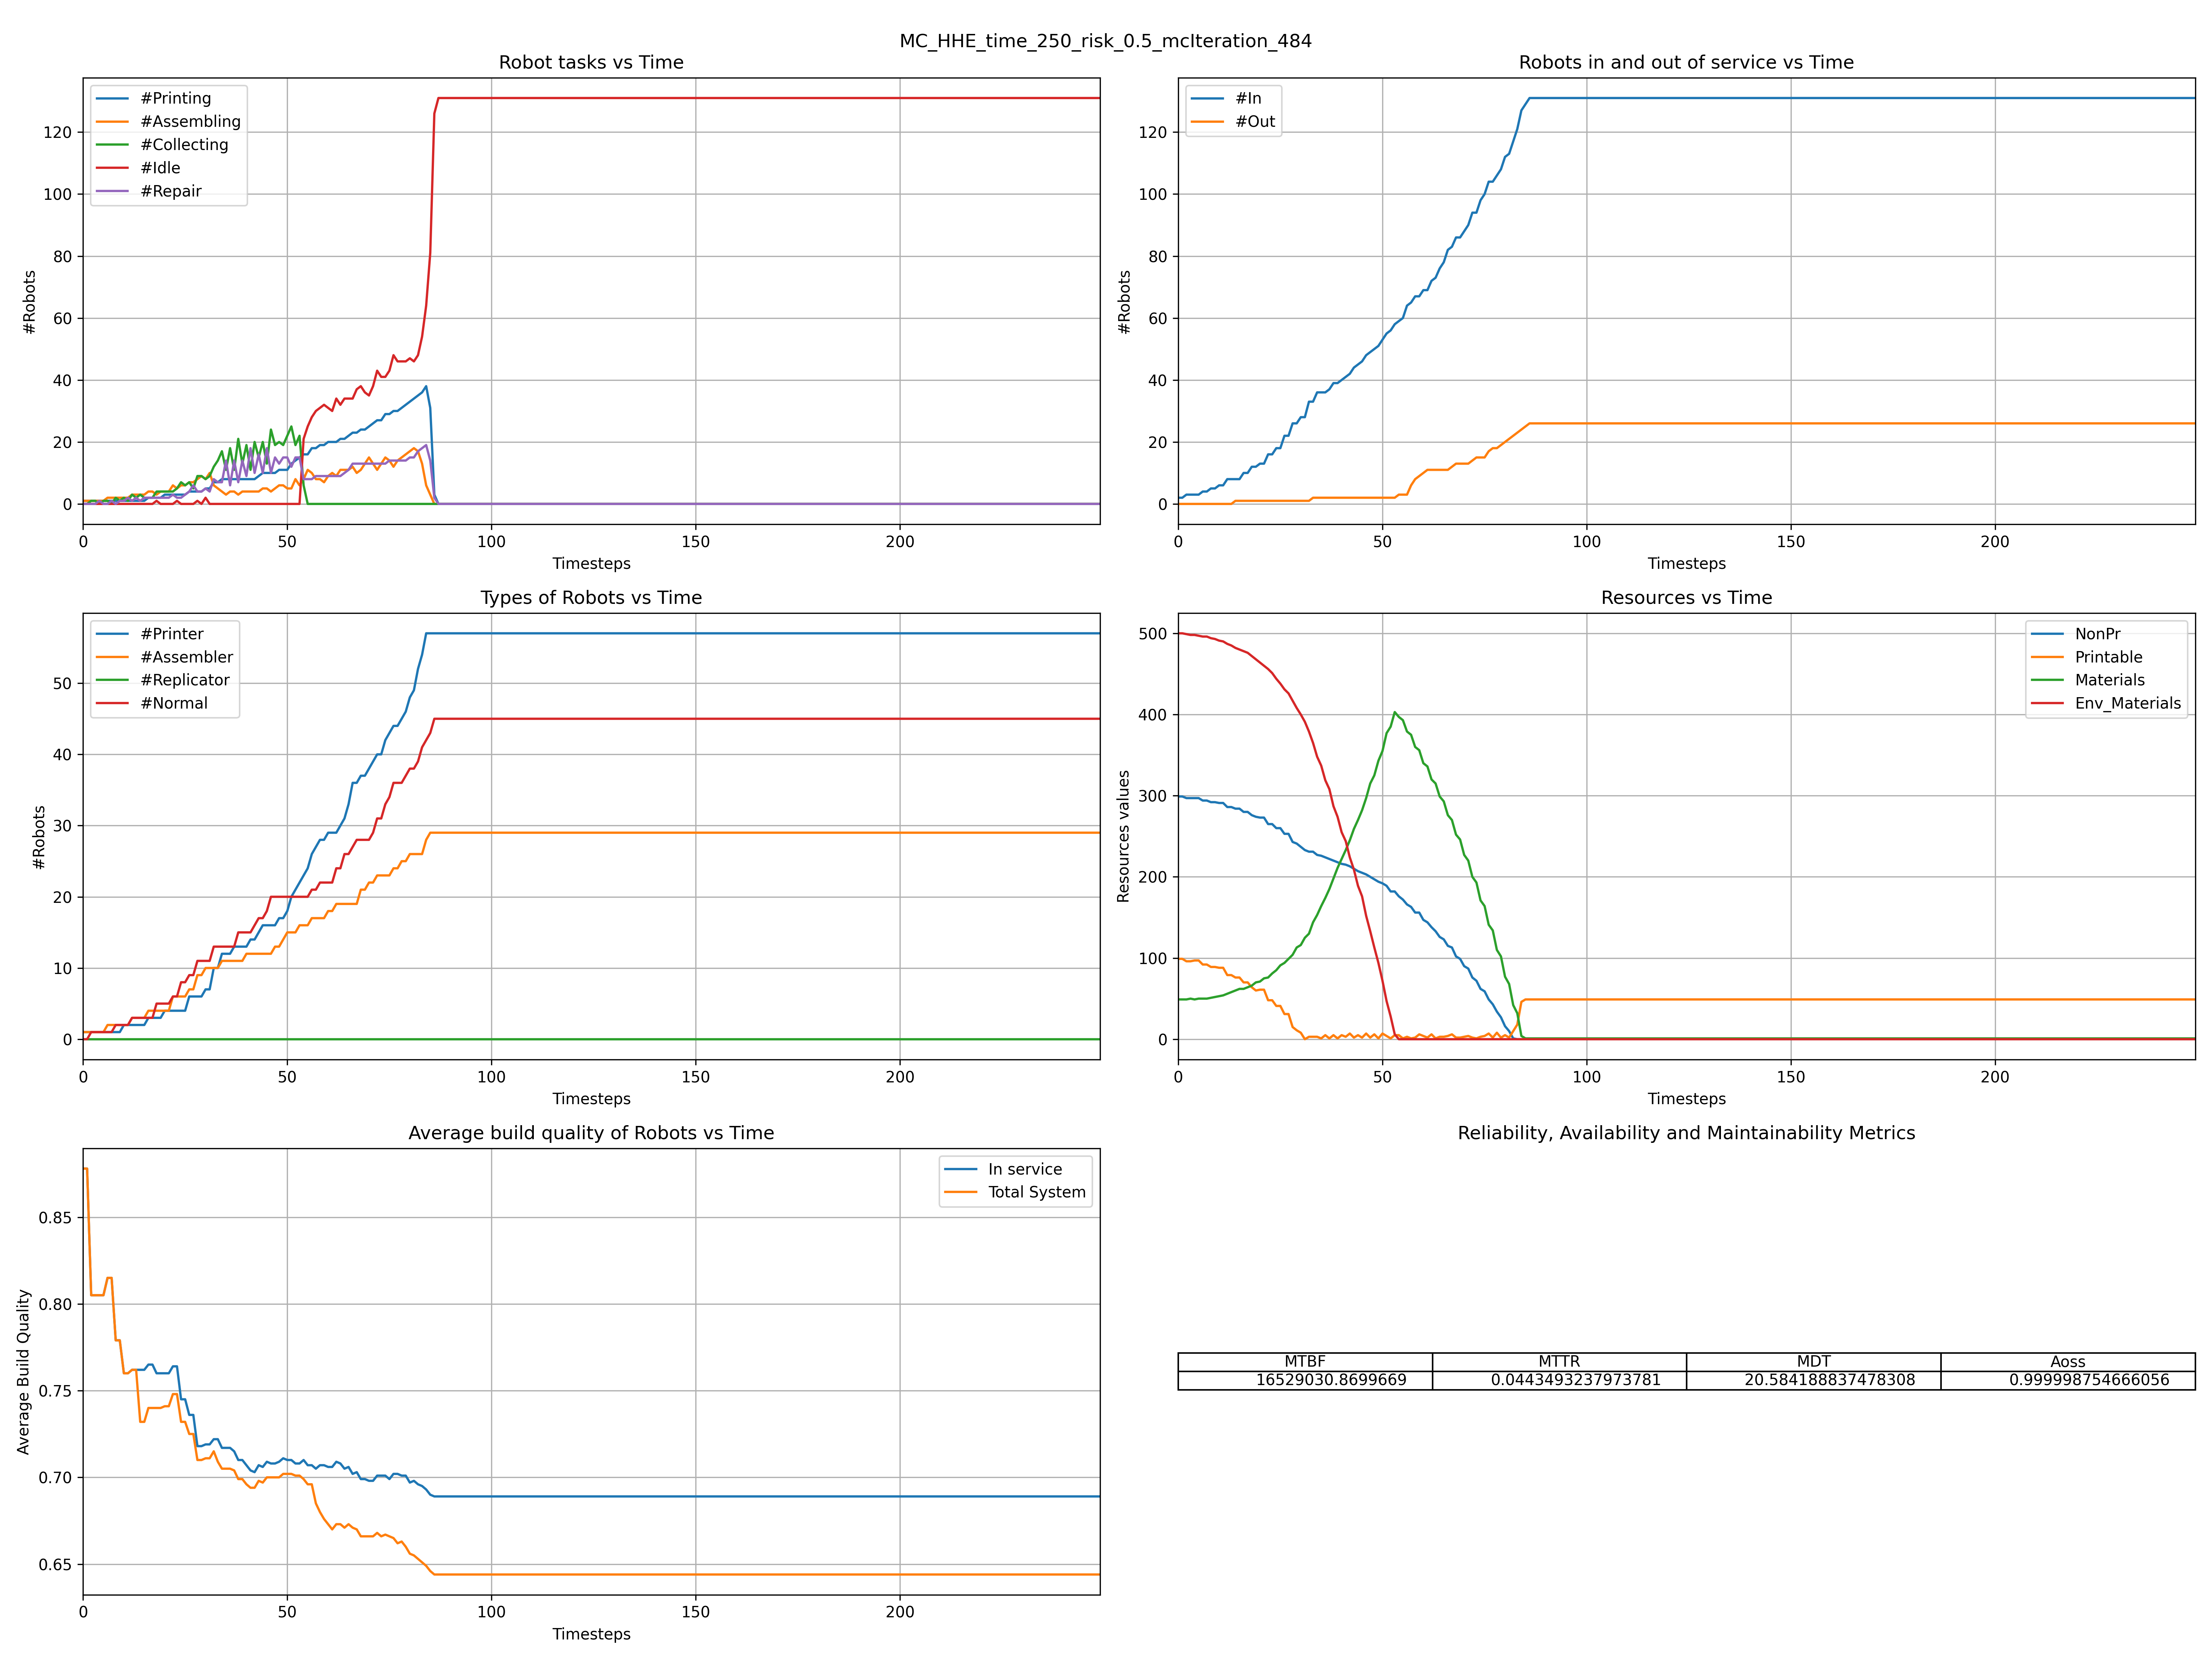 MC_HHE_time_250_risk_0.5_mcIteration_484
Robot tasks vs Time
#Printing
#Assembling
#Collecting
#Idle
#Repair
#Robots
120
100
80
60
40
20
0
0 50 100 150 200
Timesteps
Robots in and out of service vs Time
#In
#Out
#Robots
120
100
80
60
40
20
0
0 50 100 150 200
Timesteps
Types of Robots vs Time
#Printer
#Assembler
#Replicator
#Normal
#Robots
50
40
30
20
10
0
0 50 100 150 200
Timesteps
Resources vs Time
NonPr
Printable
Materials
Env_Materials
Resources values
500
400
300
200
100
0
0 50 100 150 200
Timesteps
Average build quality of Robots vs Time
In service
Total System
Average Build Quality
0.85
0.80
0.75
0.70
0.65
0 50 100 150 200
Timesteps
Reliability, Availability and Maintainability Metrics
MTBF MTTR MDT Aoss
16529030.8699669 0.0443493237973781 20.584188837478308 0.999998754666056